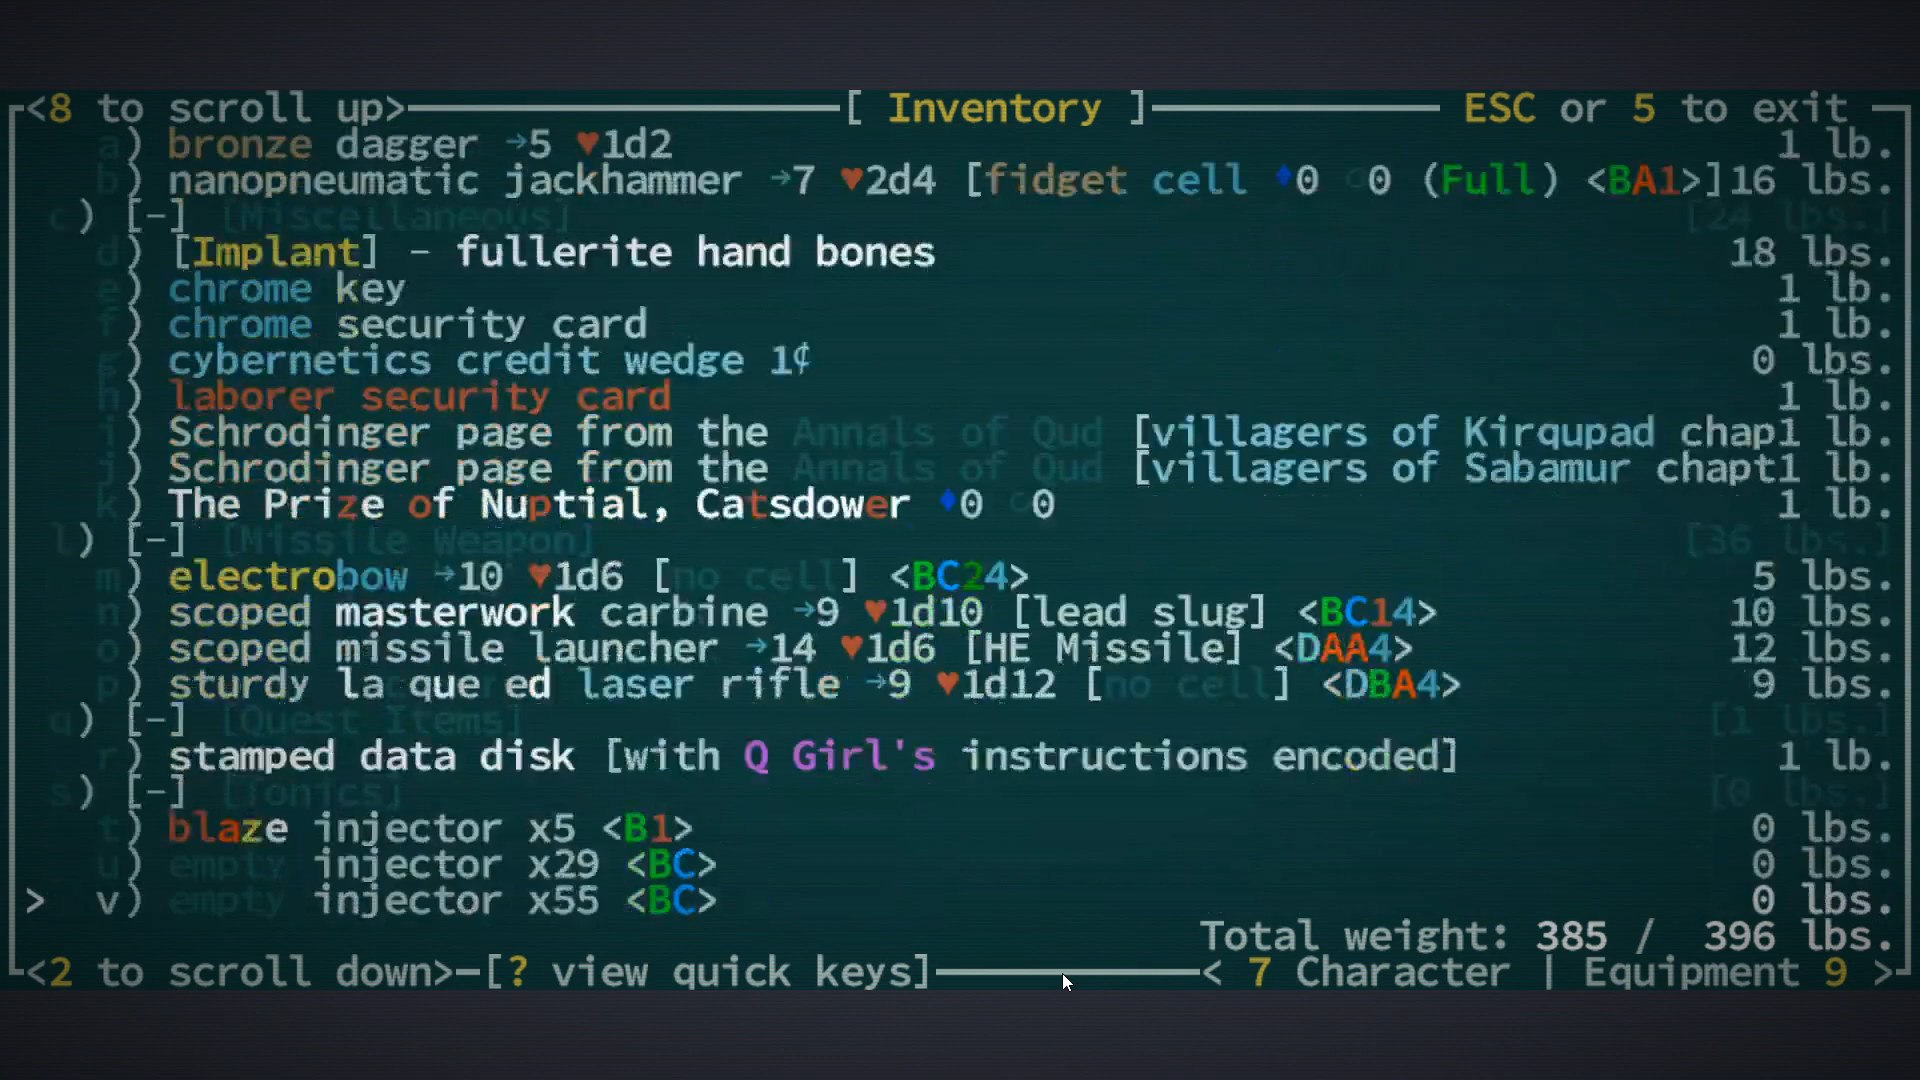 <8 to scroll up> [ Inventory ] ESC or 5 to exit
a) bronze dagger →5 ♥1d2 1 lb.
b) nanopneumatic jackhammer →7 ♥2d4 [fidget cell ♦0 ○0 (Full) <BA1>]16 lbs.
c) [-] [Miscellaneous] [24 lbs.]
d) [Implant] - fullerite hand bones 18 lbs.
e) chrome key 1 lb.
f) chrome security card 1 lb.
g) cybernetics credit wedge 1¢ 0 lbs.
h) laborer security card 1 lb.
i) Schrodinger page from the Annals of Qud [villagers of Kirqupad chap1 lb.
j) Schrodinger page from the Annals of Qud [villagers of Sabamur chapt1 lb.
k) The Prize of Nuptial, Catsdower ♦0 ○0 1 lb.
l) [-] [Missile Weapon] [36 lbs.]
m) electrobow →10 ♥1d6 [no cell] <BC24> 5 lbs.
n) scoped masterwork carbine →9 ♥1d10 [lead slug] <BC14> 10 lbs.
o) scoped missile launcher →14 ♥1d6 [HE Missile] <DAA4> 12 lbs.
p) sturdy la que ed laser rifle →9 ♥1d12 [no cell] <DBA4> 9 lbs.
q) [-] [Quest Items] [1 lbs.]
r) stamped data disk [with Q Girl's instructions encoded] 1 lb.
s) [-] [Tonics] [0 lbs.]
t) blaze injector x5 <B1> 0 lbs.
u) empty injector x29 <BC> 0 lbs.
> v) empty injector x55 <BC> 0 lbs.
Total weight: 385 / 396 lbs.
<2 to scroll down> [? view quick keys] < 7 Character | Equipment 9 >